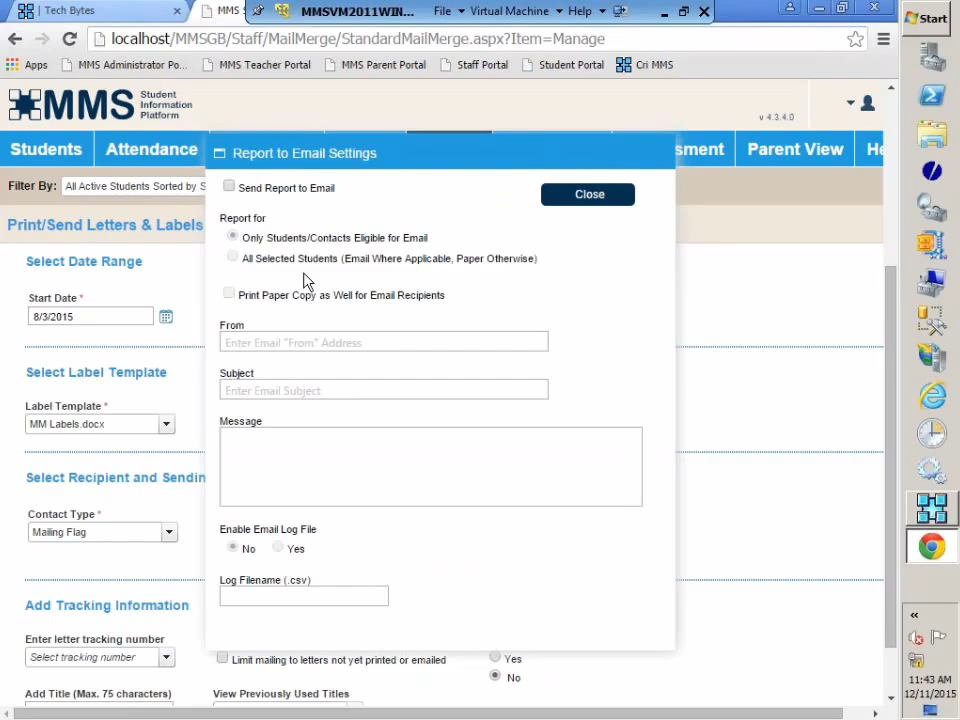 Tech Bytes
MMS S
MMSVM2011WIN...
File
Virtual Machine
Help
localhost/MMSGB/Staff/MailMerge/StandardMailMerge.aspx?Item=Manage
Start
Apps
MMS Administrator Po...
MMS Teacher Portal
MMS Parent Portal
Staff Portal
Student Portal
Cri MMS
MMS
Student
Information
Platform
v 4.3.4.0
Students
Attendance
sment
Parent View
He
Filter By:
All Active Students Sorted by S
Print/Send Letters & Labels
Report to Email Settings
Send Report to Email
Close
Report for
Only Students/Contacts Eligible for Email
All Selected Students (Email Where Applicable, Paper Otherwise)
Print Paper Copy as Well for Email Recipients
From
Enter Email "From" Address
Subject
Enter Email Subject
Message
Enable Email Log File
No
Yes
Log Filename (.csv)
Select Date Range
Start Date *
8/3/2015
Select Label Template
Label Template *
MM Labels.docx
Select Recipient and Sendin
Contact Type *
Mailing Flag
Add Tracking Information
Enter letter tracking number
Select tracking number
Limit mailing to letters not yet printed or emailed
Yes
No
Add Title (Max. 75 characters)
View Previously Used Titles
11:43 AM
12/11/2015